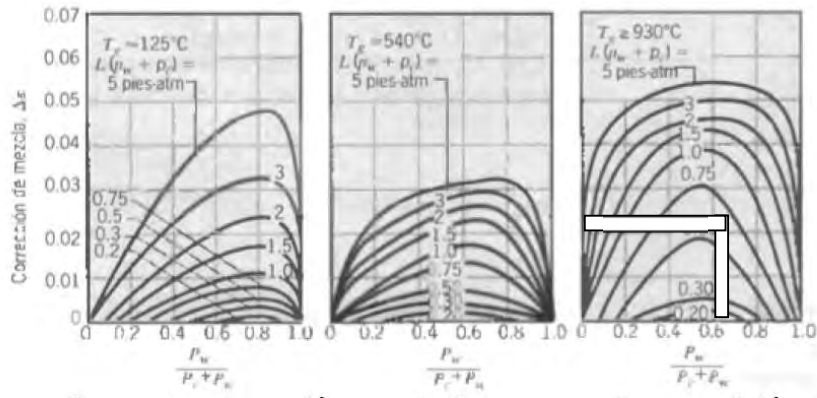 Corrección de mezcla, Δε
0.07
0.06
0.05
0.04
0.03
0.02
0.01
0
T_g = 125°C
L(p_w + p_c) =
5 pies-atm
3
2
1.5
1.0
0.75
0.5
0.3
0.2
0 0.2 0.4 0.6 0.8 1.0
p_w
p_c + p_w
T_g = 540°C
L(p_w + p_c) =
5 pies-atm
3
2
1.5
1.0
0.75
0.50
0.30
0 0.2 0.4 0.6 0.8 1.0
p_w
p_c + p_w
T_g ≥ 930°C
L(p_w + p_c) =
5 pies-atm
3
2
1.5
1.0
0.75
0.30
0.20
0 0.2 0.4 0.6 0.8 1.0
p_w
p_c + p_w